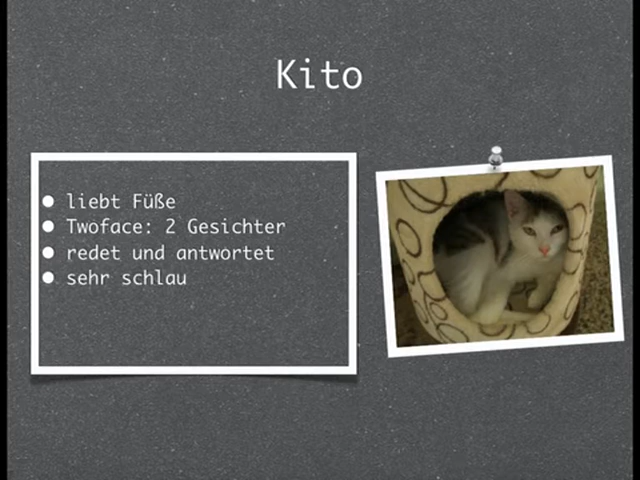 Kito
● liebt Füße
● Twoface: 2 Gesichter
● redet und antwortet
● sehr schlau